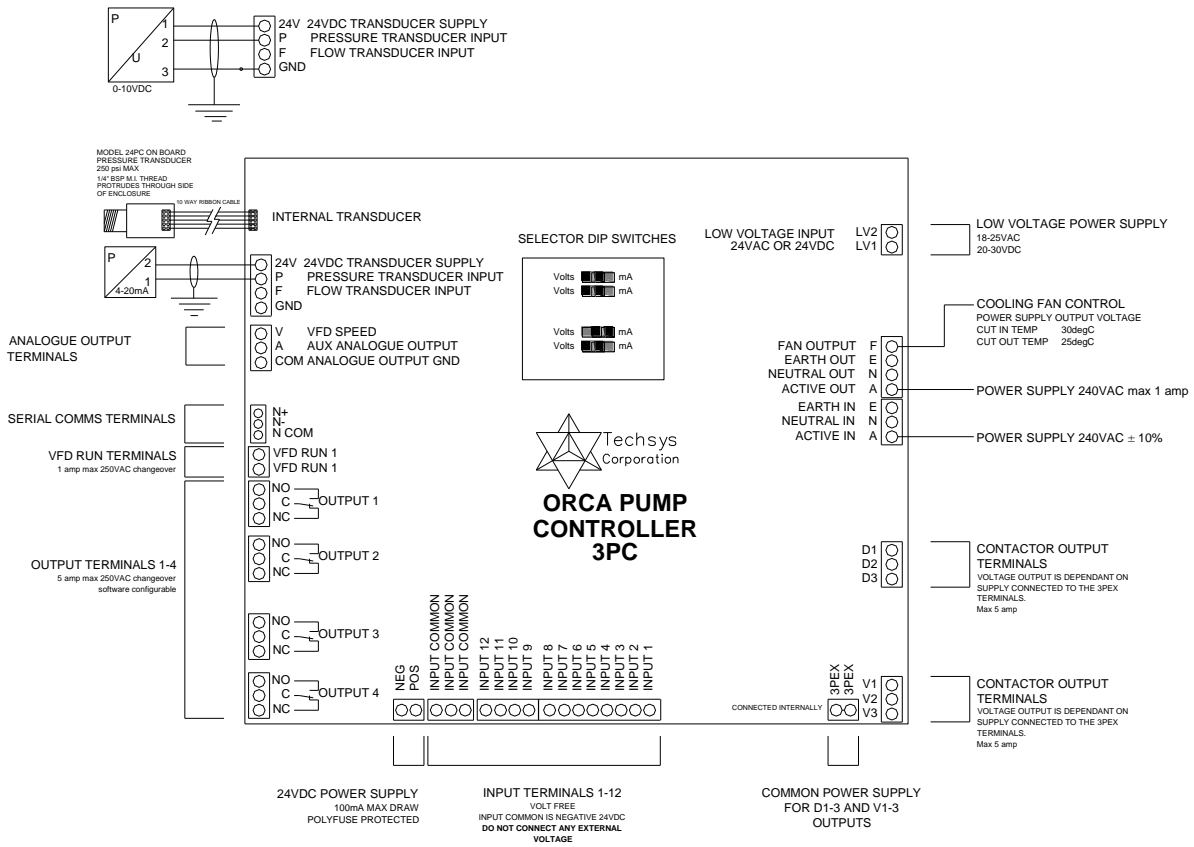 P
U
1
2
3
0-10VDC
24V 24VDC TRANSDUCER SUPPLY
P PRESSURE TRANSDUCER INPUT
F FLOW TRANSDUCER INPUT
GND
MODEL 24PC ON BOARD
PRESSURE TRANSDUCER
250 psi MAX
1/4" BSP M.I. THREAD
PROTRUDES THROUGH SIDE
OF ENCLOSURE
10 WAY RIBBON CABLE
INTERNAL TRANSDUCER
P
2
1
4-20mA
24V 24VDC TRANSDUCER SUPPLY
P PRESSURE TRANSDUCER INPUT
F FLOW TRANSDUCER INPUT
GND
ANALOGUE OUTPUT
TERMINALS
V VFD SPEED
A AUX ANALOGUE OUTPUT
COM ANALOGUE OUTPUT GND
SERIAL COMMS TERMINALS
N+
N-
N COM
VFD RUN TERMINALS
1 amp max 250VAC changeover
VFD RUN 1
VFD RUN 1
OUTPUT TERMINALS 1-4
5 amp max 250VAC changeover
software configurable
NO
C OUTPUT 1
NC
NO
C OUTPUT 2
NC
NO
C OUTPUT 3
NC
NO
C OUTPUT 4
NC
SELECTOR DIP SWITCHES
Volts mA
Volts mA
Volts mA
Volts mA
Techsys
Corporation
ORCA PUMP
CONTROLLER
3PC
LOW VOLTAGE INPUT LV2
24VAC OR 24VDC LV1
LOW VOLTAGE POWER SUPPLY
18-25VAC
20-30VDC
FAN OUTPUT F
EARTH OUT E
NEUTRAL OUT N
ACTIVE OUT A
EARTH IN E
NEUTRAL IN N
ACTIVE IN A
COOLING FAN CONTROL
POWER SUPPLY OUTPUT VOLTAGE
CUT IN TEMP 30degC
CUT OUT TEMP 25degC
POWER SUPPLY 240VAC max 1 amp
POWER SUPPLY 240VAC ± 10%
D1
D2
D3
CONTACTOR OUTPUT
TERMINALS
VOLTAGE OUTPUT IS DEPENDANT ON
SUPPLY CONNECTED TO THE 3PEX
TERMINALS.
Max 5 amp
V1
V2
V3
CONTACTOR OUTPUT
TERMINALS
VOLTAGE OUTPUT IS DEPENDANT ON
SUPPLY CONNECTED TO THE 3PEX
TERMINALS.
Max 5 amp
NEG
POS
INPUT COMMON
INPUT COMMON
INPUT COMMON
INPUT 12
INPUT 11
INPUT 10
INPUT 9
INPUT 8
INPUT 7
INPUT 6
INPUT 5
INPUT 4
INPUT 3
INPUT 2
INPUT 1
CONNECTED INTERNALLY
3PEX
3PEX
24VDC POWER SUPPLY
100mA MAX DRAW
POLYFUSE PROTECTED
INPUT TERMINALS 1-12
VOLT FREE
INPUT COMMON IS NEGATIVE 24VDC
DO NOT CONNECT ANY EXTERNAL
VOLTAGE
COMMON POWER SUPPLY
FOR D1-3 AND V1-3
OUTPUTS